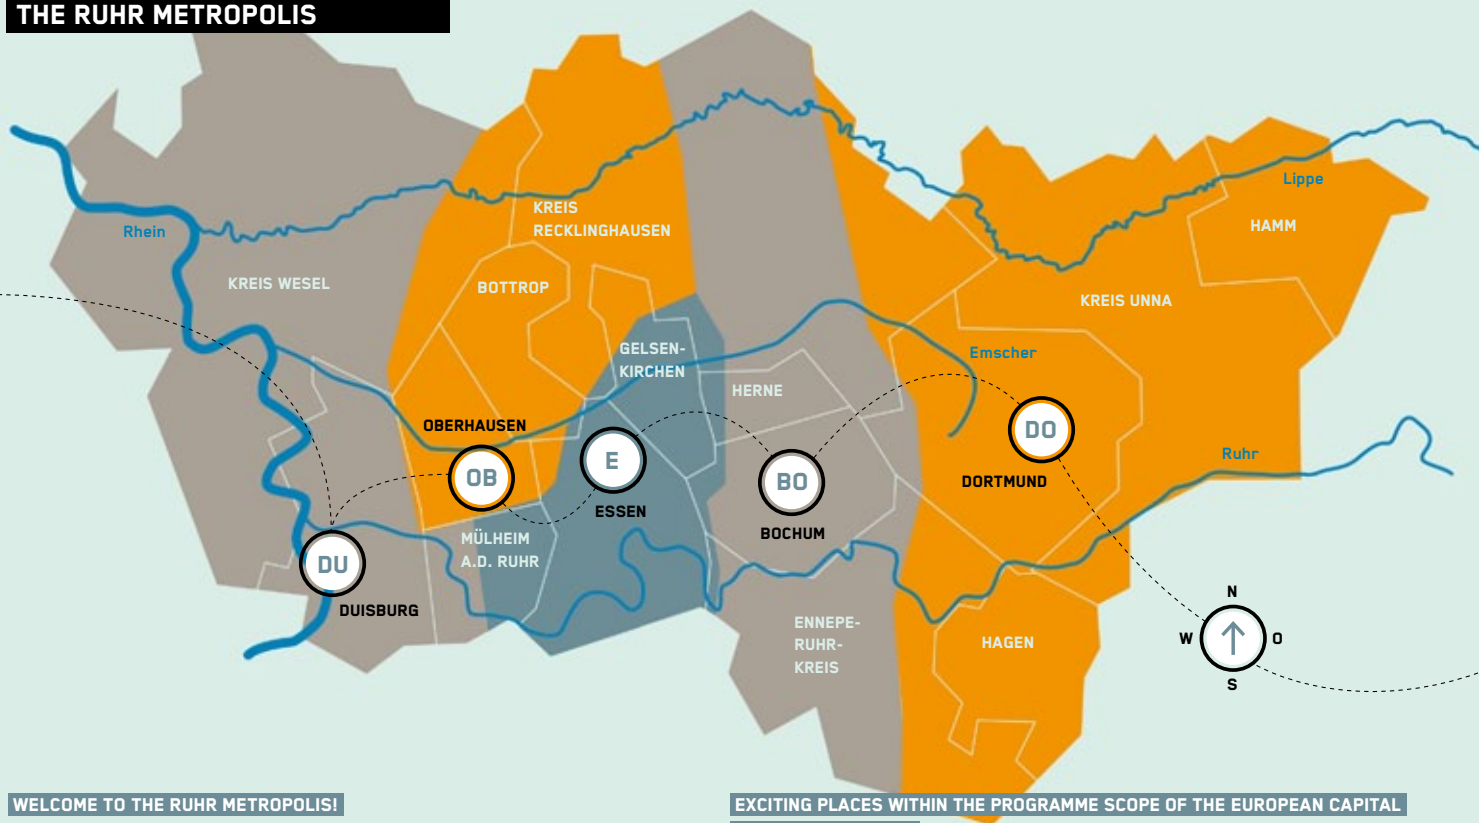 THE RUHR METROPOLIS
Lippe
KREIS
RECKLINGHAUSEN
HAMM
Rhein
KREIS WESEL
BOTTROP
KREIS UNNA
GELSEN-
KIRCHEN
Emscher
HERNE
OBERHAUSEN
OB
E
BO
DO
Ruhr
DORTMUND
ESSEN
BOCHUM
MÜLHEIM
A.D. RUHR
DU
DUISBURG
ENNEPE-
RUHR-
KREIS
HAGEN
N
W
O
S
WELCOME TO THE RUHR METROPOLIS!
EXCITING PLACES WITHIN THE PROGRAMME SCOPE OF THE EUROPEAN CAPITAL